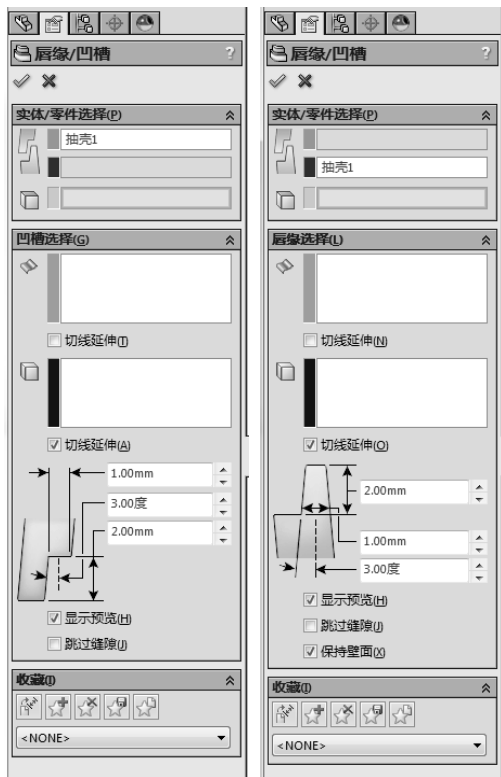 唇缘/凹槽
?
实体/零件选择(P)
抽壳1
凹槽选择(G)
切线延伸(T)
切线延伸(A)
1.00mm
3.00度
2.00mm
显示预览(H)
跳过缝隙(J)
收藏(I)
<NONE>
唇缘/凹槽
?
实体/零件选择(P)
抽壳1
唇缘选择(L)
切线延伸(N)
切线延伸(O)
2.00mm
1.00mm
3.00度
显示预览(H)
跳过缝隙(J)
保持壁面(X)
收藏(I)
<NONE>